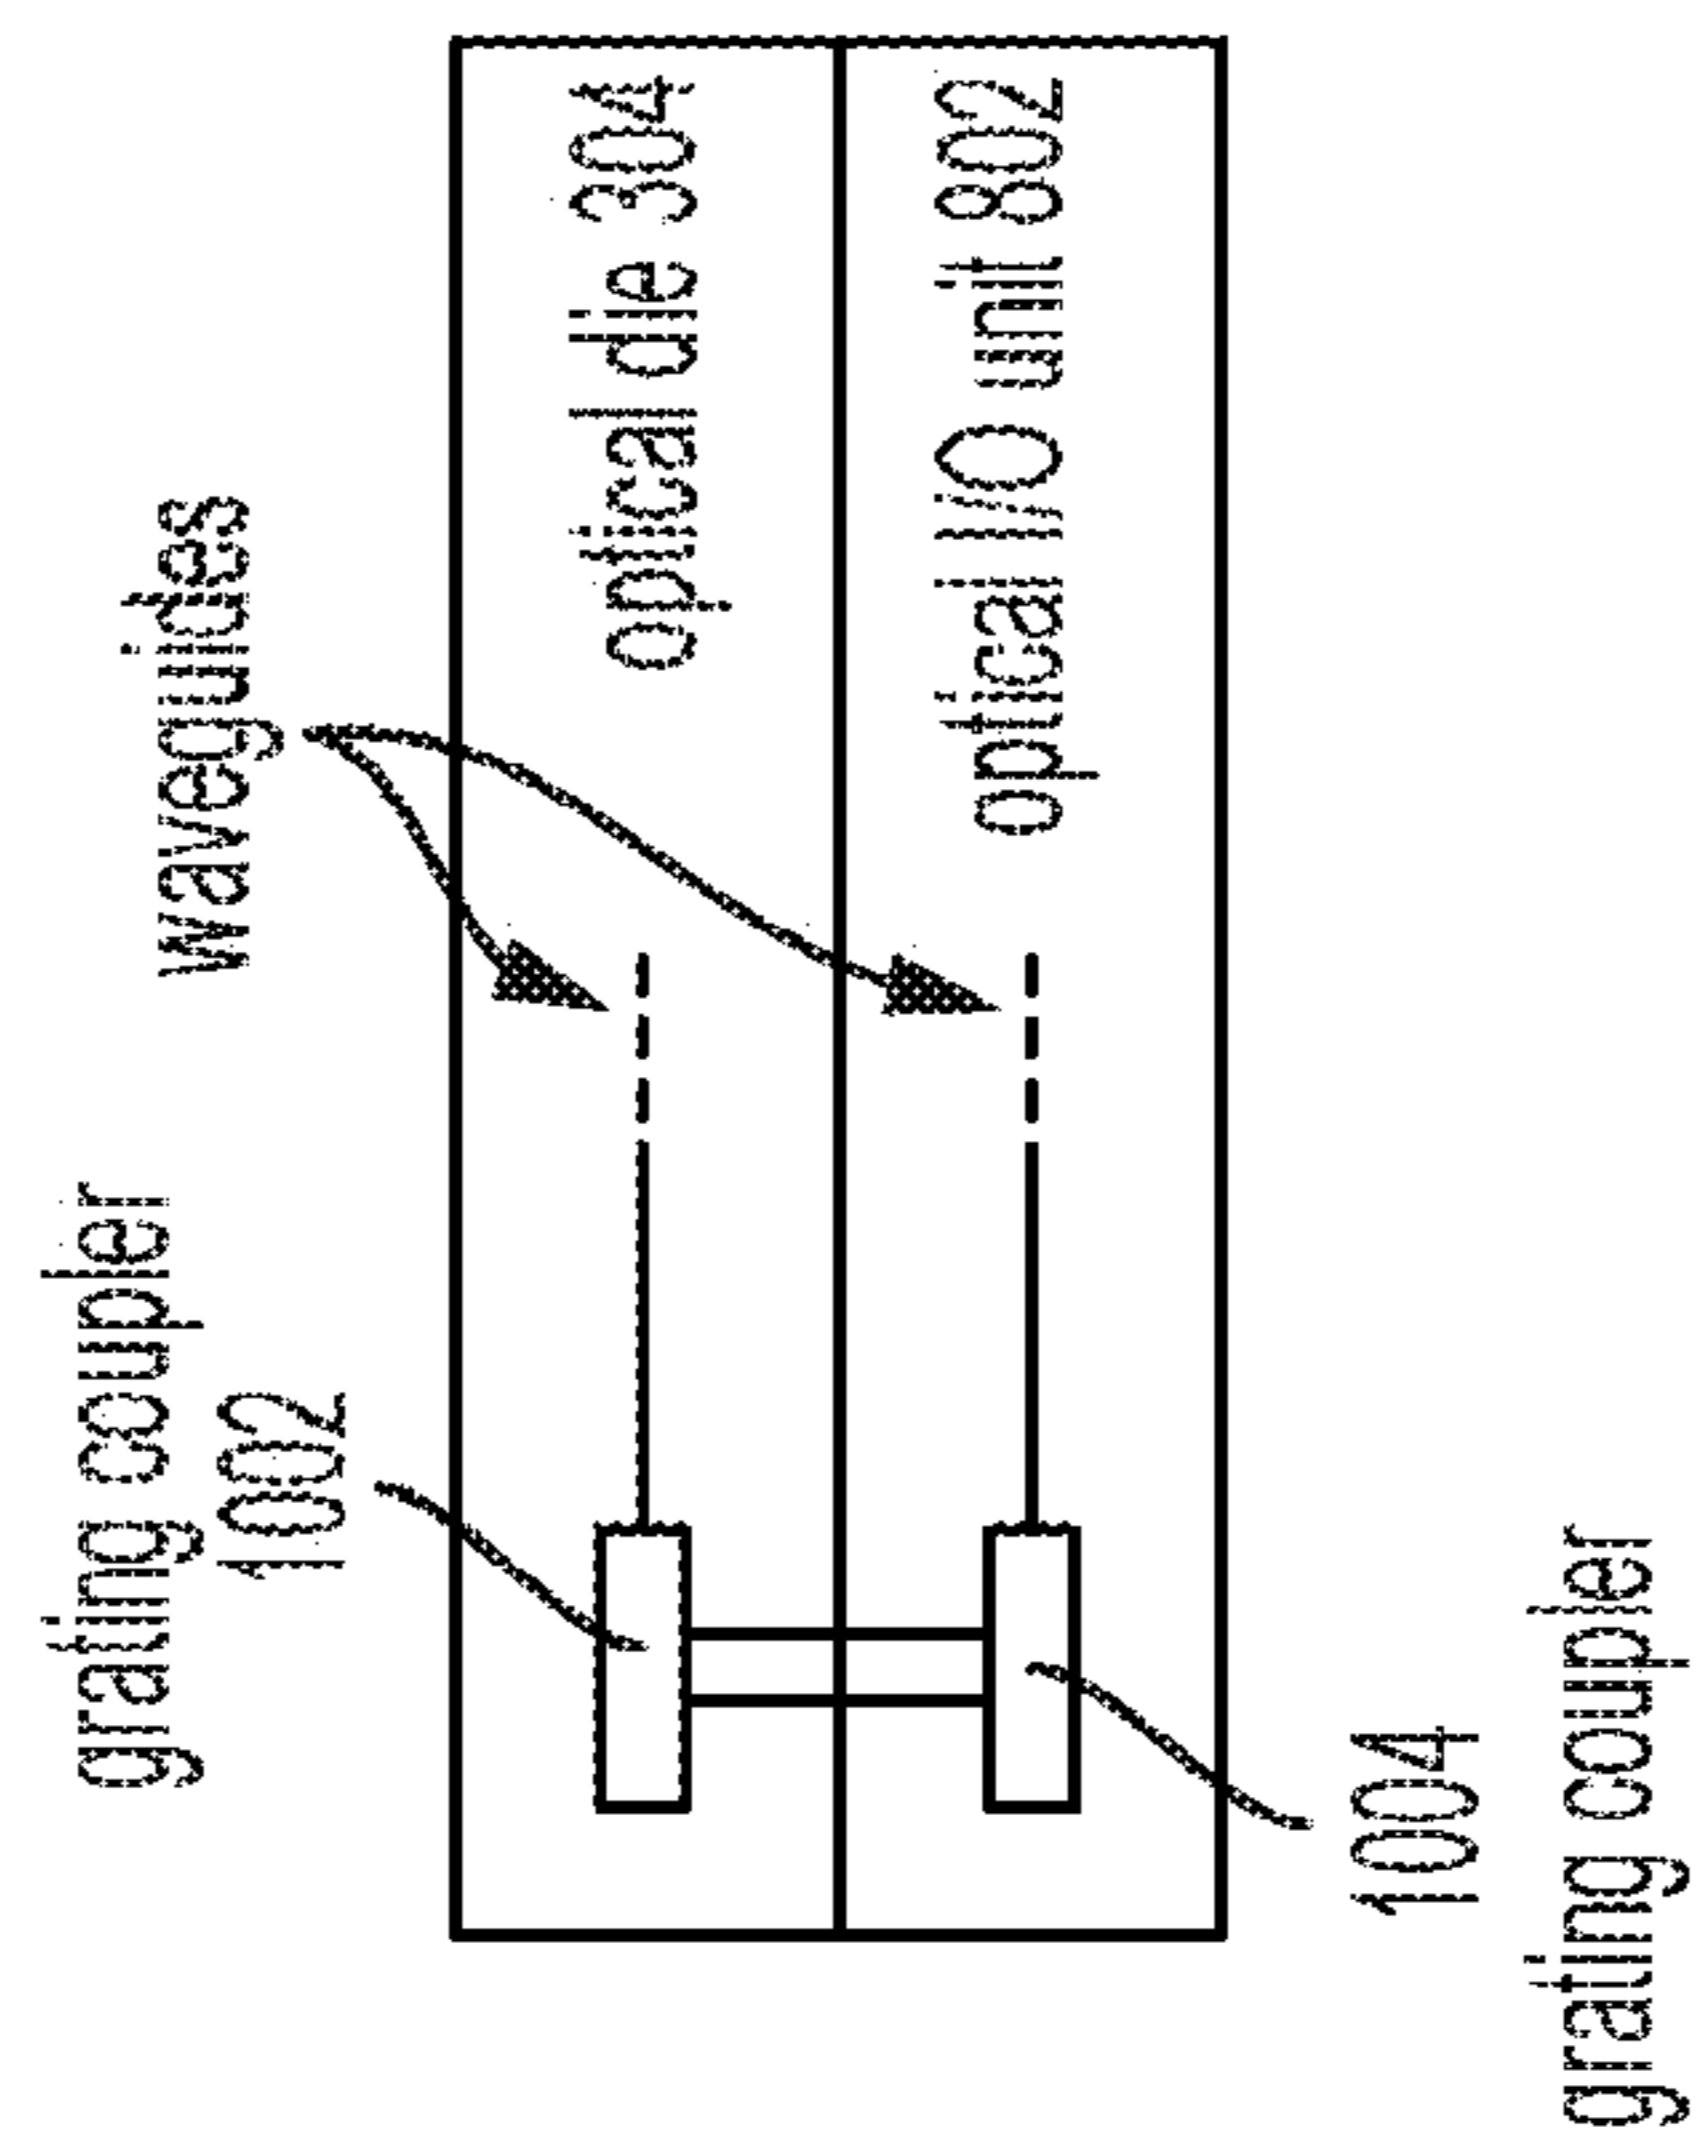 grating coupler
1002
waveguides
optical die 304
optical I/O unit 802
1004
grating coupler